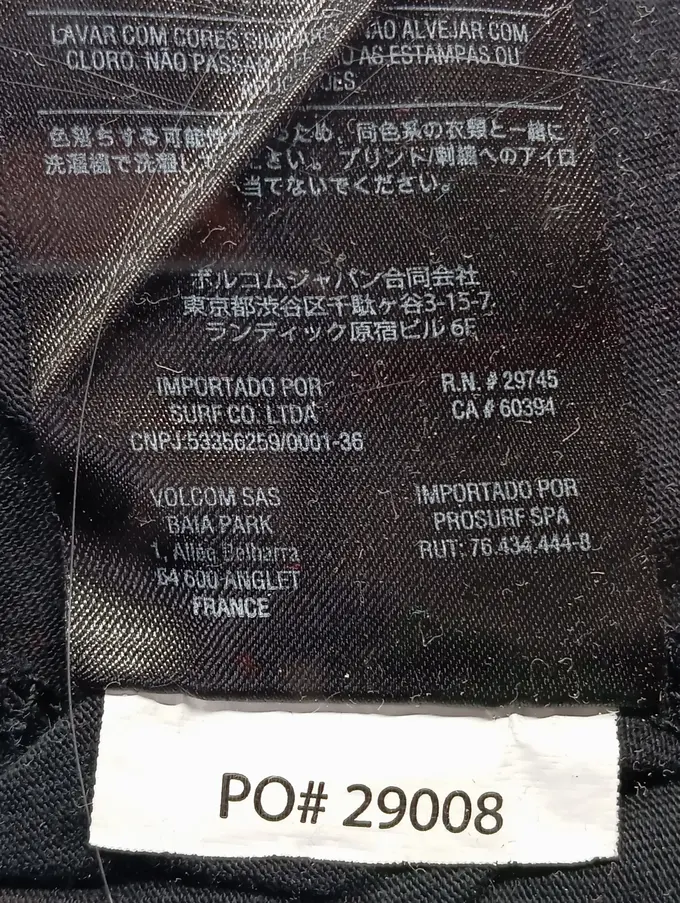 LAVAR COM CORES ALVEJAR COM
CLORO. NÃO PASSAR AS ESTAMPAS OU
色落ちする可能性が ため、同色系の衣類と一緒に
洗濯機で洗濯し さい。プリント/刺繍へのアイロ
当てないでください。
ボルコムジャパン合同会社
東京都渋谷区千駄ヶ谷3-15-7
ランディック原宿ビル 6F
IMPORTADO POR
SURF CO. LTDA
CNPJ:53356259/0001-36
R.N. # 29745
CA # 60394
VOLCOM SAS
BAIA PARK
1, Allée Belharra
64 600 ANGLET
FRANCE
IMPORTADO POR
PROSURF SPA
RUT: 76.434.444-8
PO# 29008